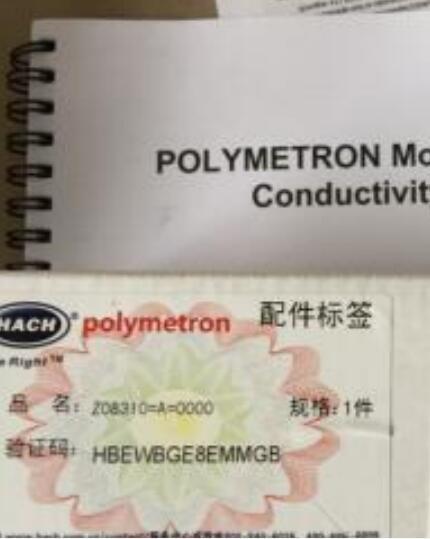 POLYMETRON Mo
Conductivit
HACH® polymetron 配件标签
e Right™
品 名: Z08310=A=0000 规格: 1件
验证码: HBEWBGE8EMMGB